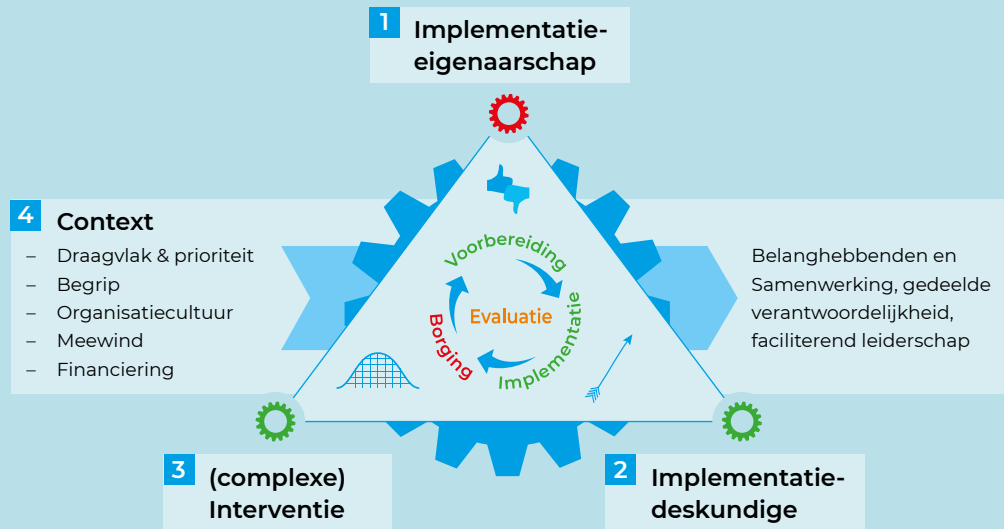 1
Implementatie-
eigenaarschap
4
Context
– Draagvlak & prioriteit
– Begrip
– Organisatiecultuur
– Meewind
– Financiering
Voorbereiding
Evaluatie
Implementatie
Borging
Belanghebbenden en
Samenwerking, gedeelde
verantwoordelijkheid,
faciliterend leiderschap
3
(complexe)
Interventie
2
Implementatie-
deskundige